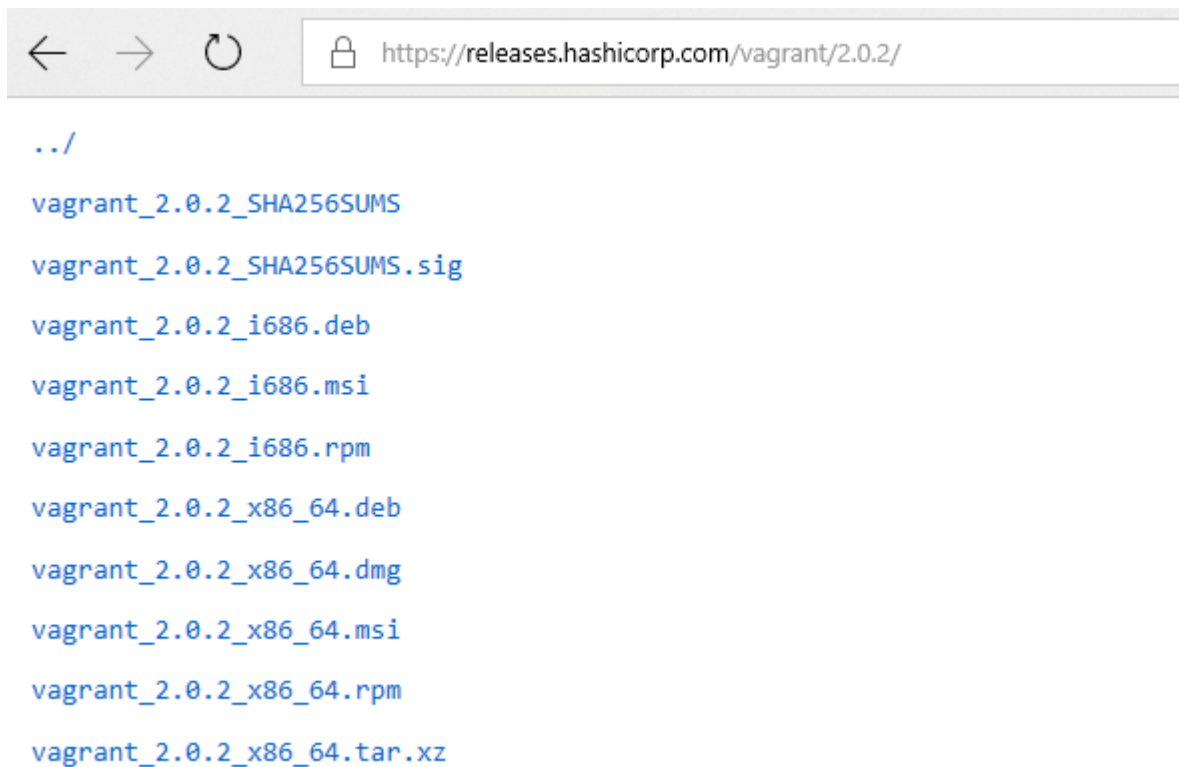 https://releases.hashicorp.com/vagrant/2.0.2/
../
vagrant_2.0.2_SHA256SUMS
vagrant_2.0.2_SHA256SUMS.sig
vagrant_2.0.2_i686.deb
vagrant_2.0.2_i686.msi
vagrant_2.0.2_i686.rpm
vagrant_2.0.2_x86_64.deb
vagrant_2.0.2_x86_64.dmg
vagrant_2.0.2_x86_64.msi
vagrant_2.0.2_x86_64.rpm
vagrant_2.0.2_x86_64.tar.xz